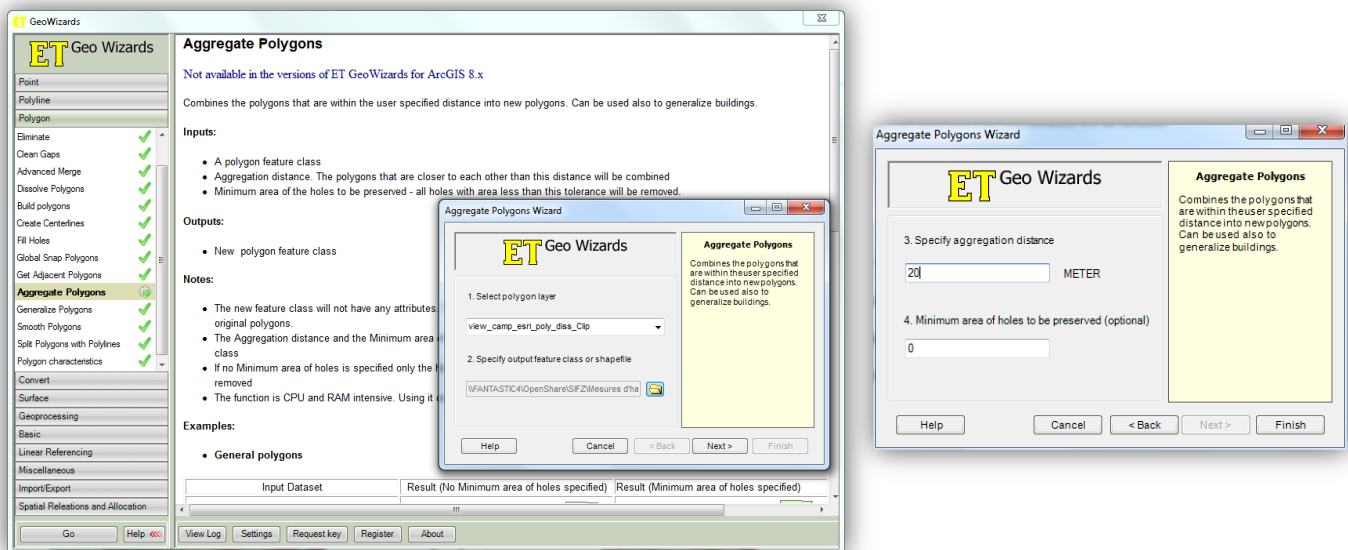 ET GeoWizards
ET Geo Wizards
Point
Polyline
Polygon
Eliminate
Clean Gaps
Advanced Merge
Dissolve Polygons
Build polygons
Create Centerlines
Fill Holes
Global Snap Polygons
Get Adjacent Polygons
Aggregate Polygons
Generalize Polygons
Smooth Polygons
Split Polygons with Polylines
Polygon characteristics
Convert
Surface
Geoprocessing
Basic
Linear Referencing
Miscellaneous
Import/Export
Spatial Releations and Allocation
Go
Help <<<
Aggregate Polygons
Not available in the versions of ET GeoWizards for ArcGIS 8.x
Combines the polygons that are within the user specified distance into new polygons. Can be used also to generalize buildings.
Inputs:
• A polygon feature class
• Aggregation distance. The polygons that are closer to each other than this distance will be combined
• Minimum area of the holes to be preserved - all holes with area less than this tolerance will be removed.
Outputs:
• New polygon feature class
Notes:
• The new feature class will not have any attributes.
original polygons.
• The Aggregation distance and the Minimum area
class
• If no Minimum area of holes is specified only the
removed
• The function is CPU and RAM intensive. Using it
Examples:
• General polygons
Input Dataset
Result (No Minimum area of holes specified)
Result (Minimum area of holes specified)
View Log
Settings
Request key
Register
About
Aggregate Polygons Wizard
ET Geo Wizards
1. Select polygon layer
view_camp_esri_poly_diss_Clip
2. Specify output feature class or shapefile
\\FANTASTIC4\OpenShare\SIFZ\Mesures d'ha
Aggregate Polygons
Combines the polygons that
are within the user specified
distance into new polygons.
Can be used also to
generalize buildings.
Help
Cancel
< Back
Next >
Finish
Aggregate Polygons Wizard
ET Geo Wizards
3. Specify aggregation distance
20
METER
4. Minimum area of holes to be preserved (optional)
0
Aggregate Polygons
Combines the polygons that
are within the user specified
distance into new polygons.
Can be used also to
generalize buildings.
Help
Cancel
< Back
Next >
Finish